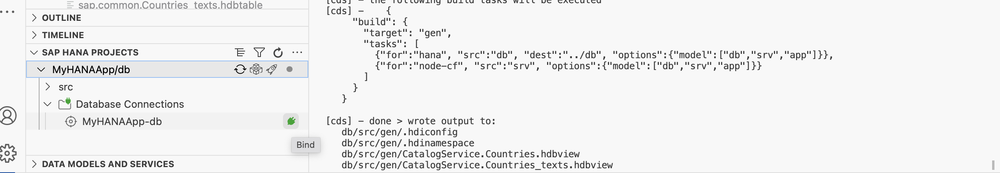 sap.common.Countries_texts.hdbtable
OUTLINE
TIMELINE
SAP HANA PROJECTS
MyHANAApp/db
src
Database Connections
MyHANAApp-db
Bind
DATA MODELS AND SERVICES
[cds] - the following build tasks will be executed
[cds] -    {
"build": {
"target": "gen",
"tasks": [
{"for":"hana", "src":"db", "dest":"../db", "options":{"model":["db","srv","app"]}},
{"for":"node-cf", "src":"srv", "options":{"model":["db","srv","app"]}}
]
}
}
[cds] - done > wrote output to:
db/src/gen/.hdiconfig
db/src/gen/.hdinamespace
db/src/gen/CatalogService.Countries.hdbview
db/src/gen/CatalogService.Countries_texts.hdbview